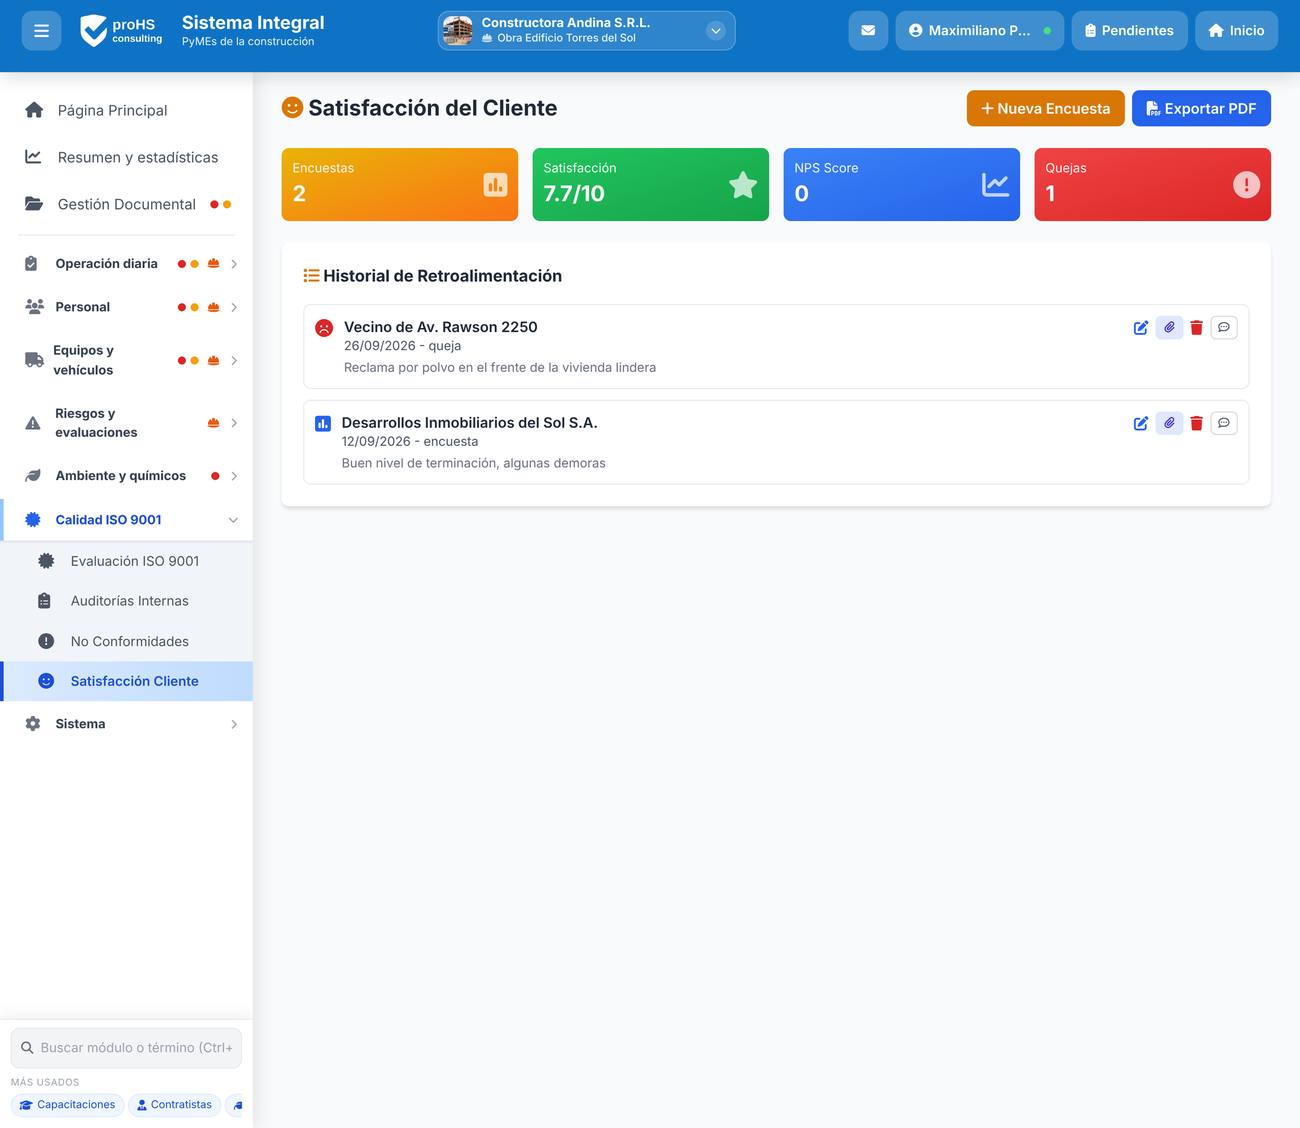 proHS
consulting
Sistema Integral
PyMEs de la construcción
Constructora Andina S.R.L.
Obra Edificio Torres del Sol
Maximiliano P...
Pendientes
Inicio
Página Principal
Resumen y estadísticas
Gestión Documental
Operación diaria
Personal
Equipos y
vehículos
Riesgos y
evaluaciones
Ambiente y químicos
Calidad ISO 9001
Evaluación ISO 9001
Auditorías Internas
No Conformidades
Satisfacción Cliente
Sistema
Buscar módulo o término (Ctrl+
MÁS USADOS
Capacitaciones
Contratistas
Satisfacción del Cliente
Nueva Encuesta
Exportar PDF
Encuestas
2
Satisfacción
7.7/10
NPS Score
0
Quejas
1
Historial de Retroalimentación
Vecino de Av. Rawson 2250
26/09/2026 - queja
Reclama por polvo en el frente de la vivienda lindera
Desarrollos Inmobiliarios del Sol S.A.
12/09/2026 - encuesta
Buen nivel de terminación, algunas demoras